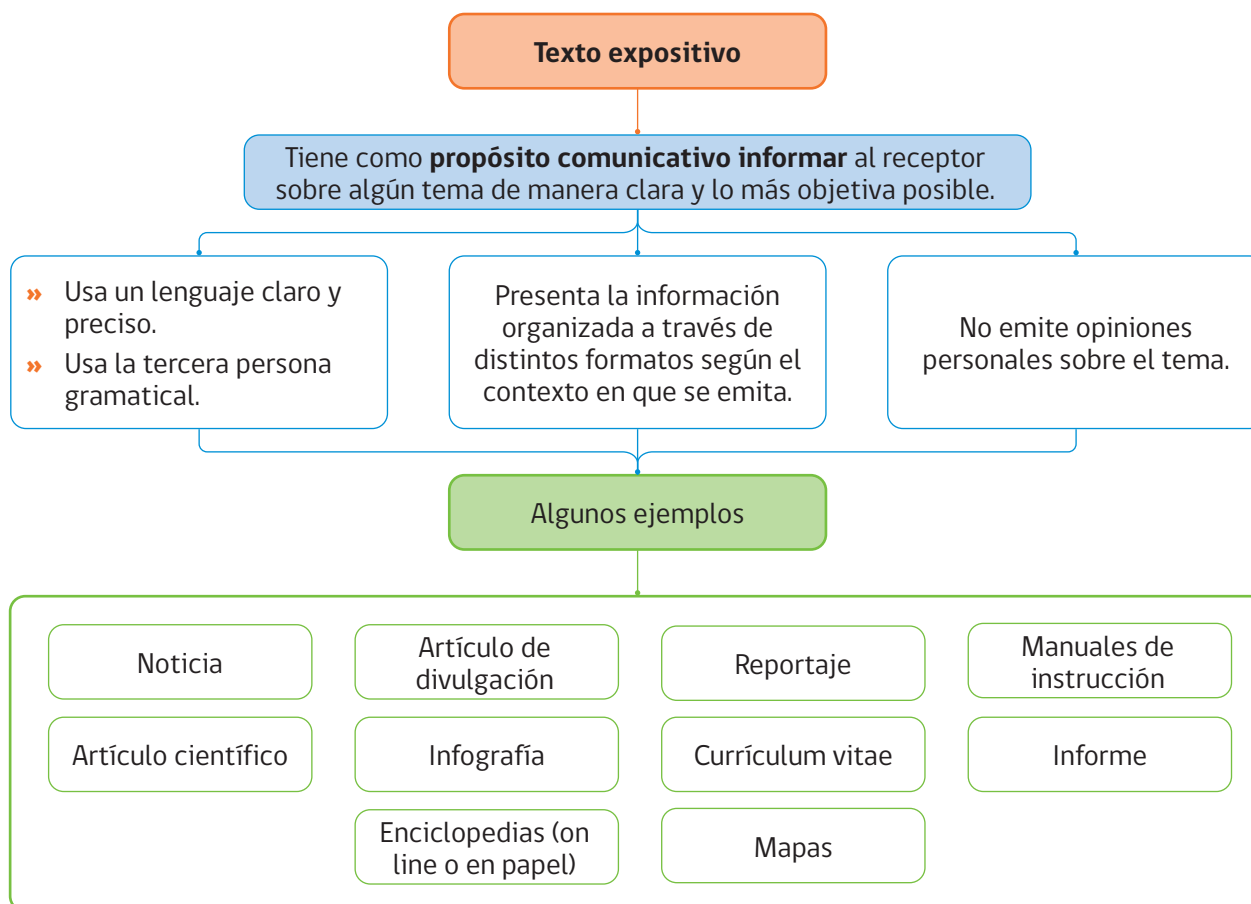 Texto expositivo
Tiene como propósito comunicativo informar al receptor
sobre algún tema de manera clara y lo más objetiva posible.
» Usa un lenguaje claro y
preciso.
» Usa la tercera persona
gramatical.
Presenta la información
organizada a través de
distintos formatos según el
contexto en que se emita.
No emite opiniones
personales sobre el tema.
Algunos ejemplos
Noticia
Artículo de
divulgación
Reportaje
Manuales de
instrucción
Artículo científico
Infografía
Currículum vitae
Informe
Enciclopedias (on
line o en papel)
Mapas